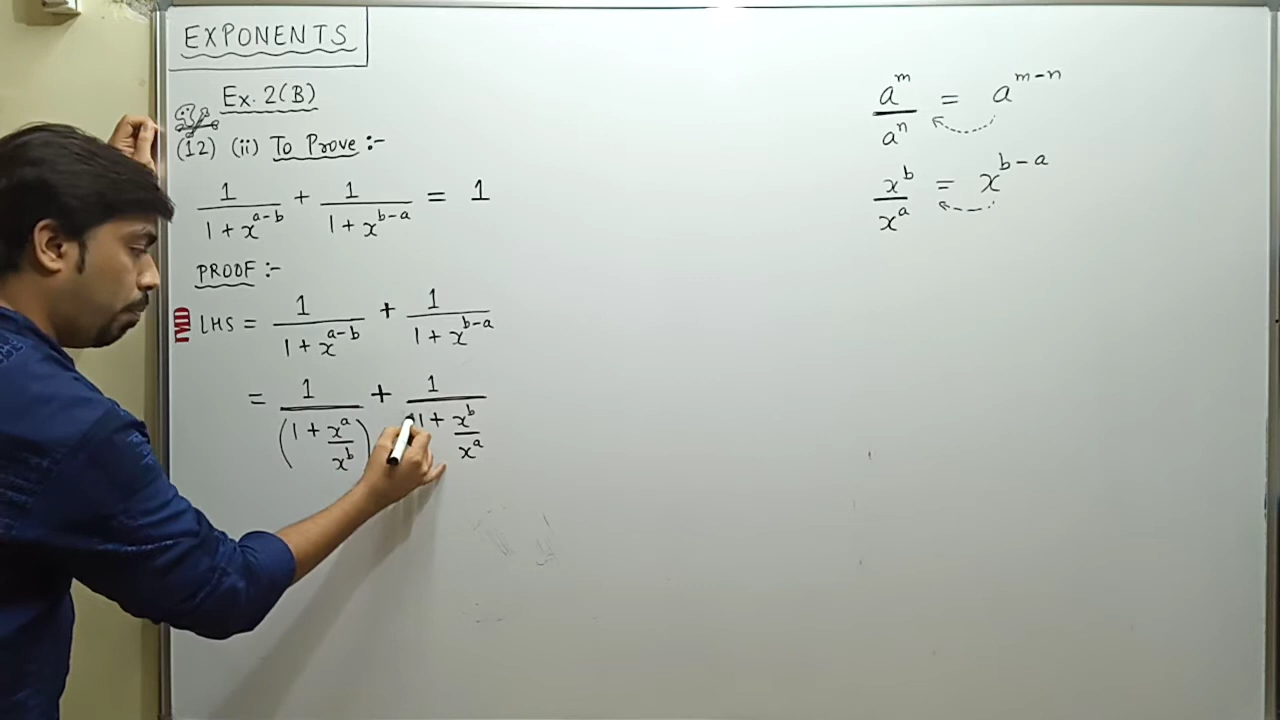 EXPONENTS
Ex. 2(B)
(12) (ii) To Prove :-
1/(1 + x^(a-b)) + 1/(1 + x^(b-a)) = 1
PROOF :-
LHS = 1/(1 + x^(a-b)) + 1/(1 + x^(b-a))
= 1/(1 + x^a/x^b) + 1/(1 + x^b/x^a)
a^m/a^n = a^(m-n)
x^b/x^a = x^(b-a)